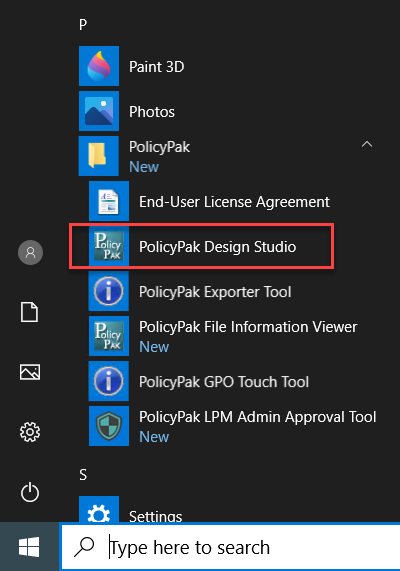 P
Paint 3D
Photos
PolicyPak
New
End-User License Agreement
Policy
PAK
PolicyPak Design Studio
PolicyPak Exporter Tool
Policy
PAK
PolicyPak File Information Viewer
New
PolicyPak GPO Touch Tool
PolicyPak LPM Admin Approval Tool
New
S
Settings
Type here to search